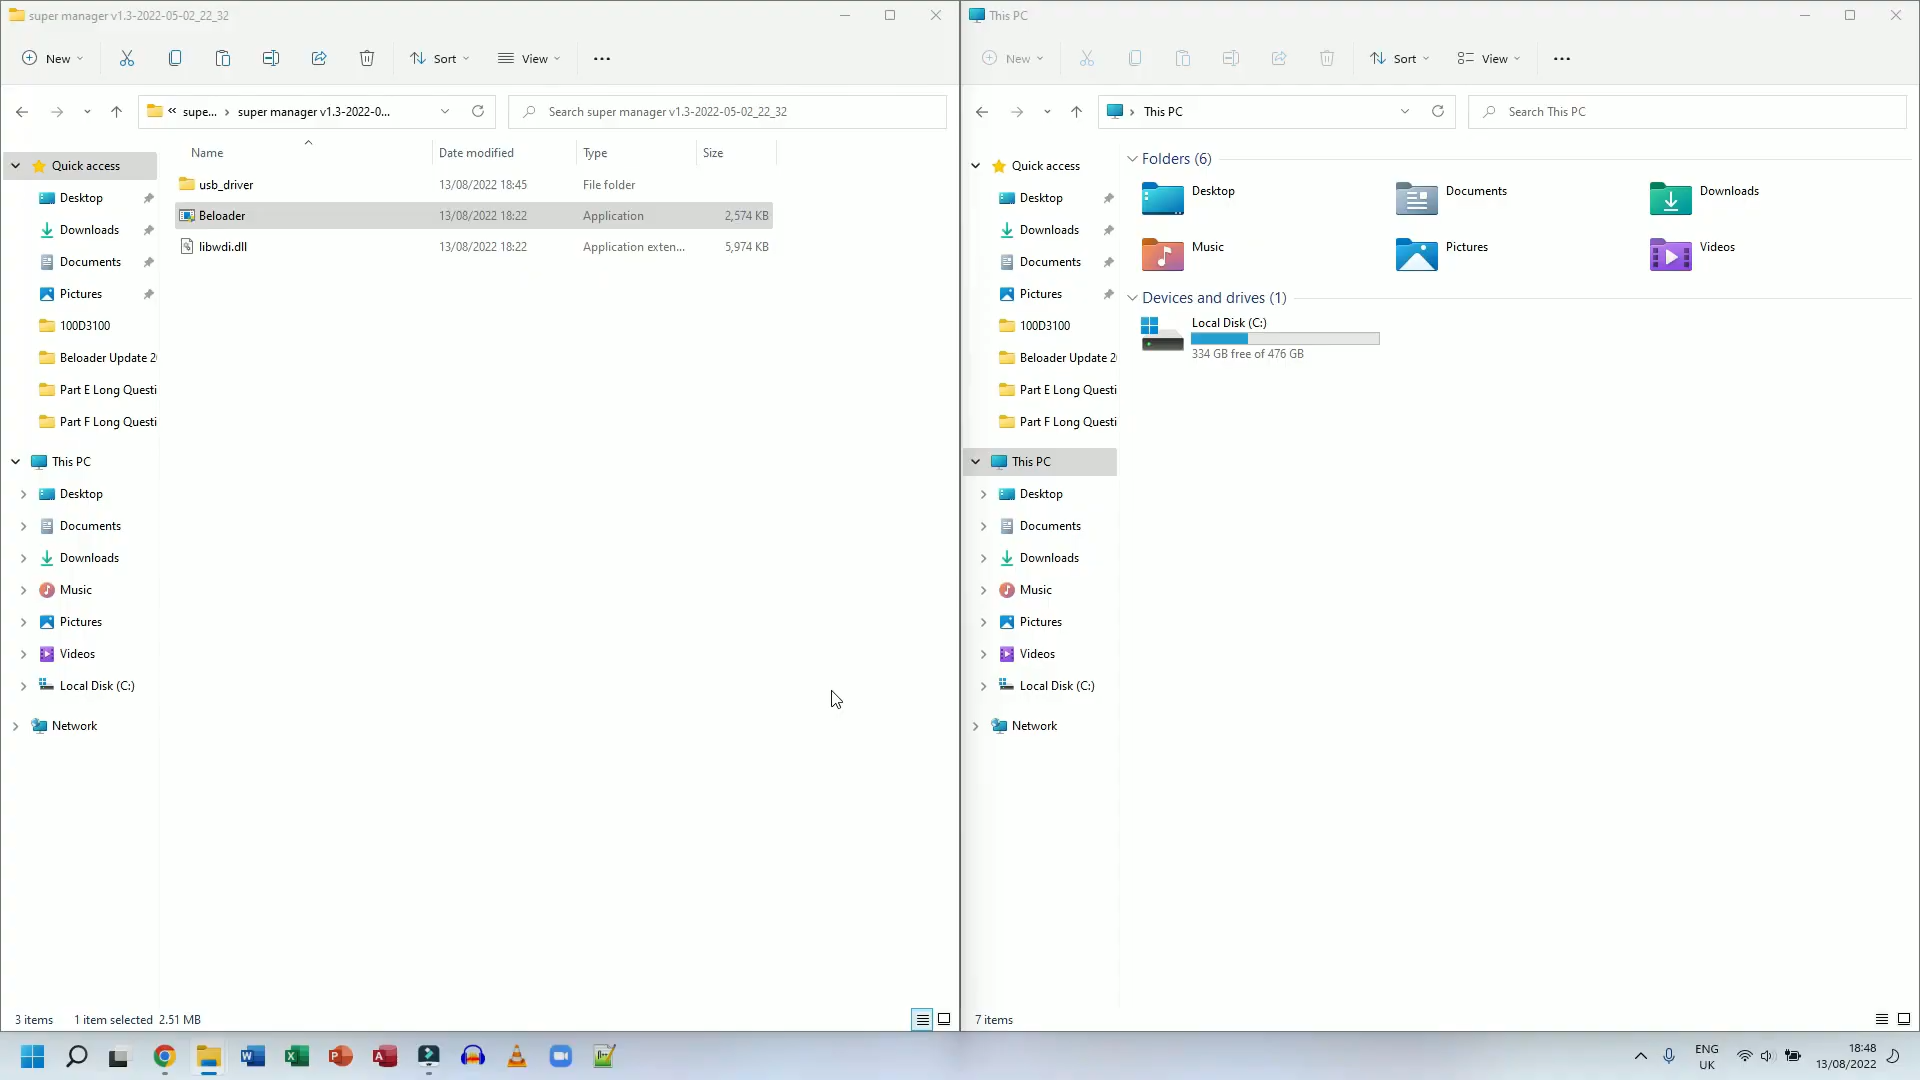 super manager v1.3-2022-05-02_22_32
New
Sort
View
supe... › super manager v1.3-2022-0...
Search super manager v1.3-2022-05-02_22_32
Name Date modified Type Size
usb_driver 13/08/2022 18:45 File folder
Beloader 13/08/2022 18:22 Application 2,574 KB
libwdi.dll 13/08/2022 18:22 Application exten... 5,974 KB
Quick access
Desktop
Downloads
Documents
Pictures
100D3100
Beloader Update 2
Part E Long Questi
Part F Long Questi
This PC
Desktop
Documents
Downloads
Music
Pictures
Videos
Local Disk (C:)
Network
3 items 1 item selected 2.51 MB
This PC
New
Sort
View
This PC
Search This PC
Quick access
Desktop
Downloads
Documents
Pictures
100D3100
Beloader Update 2
Part E Long Questi
Part F Long Questi
This PC
Desktop
Documents
Downloads
Music
Pictures
Videos
Local Disk (C:)
Network
Folders (6)
Desktop Documents Downloads
Music Pictures Videos
Devices and drives (1)
Local Disk (C:)
334 GB free of 476 GB
7 items
ENG
UK
18:48
13/08/2022